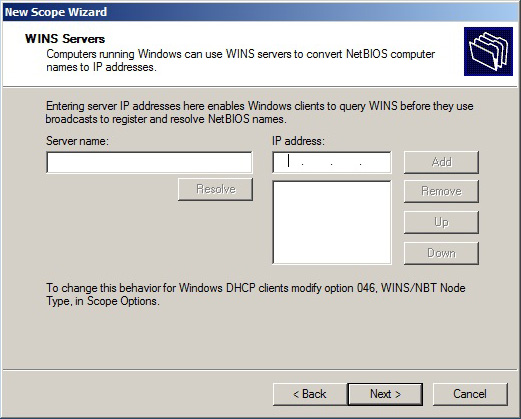 New Scope Wizard
WINS Servers
Computers running Windows can use WINS servers to convert NetBIOS computer
names to IP addresses.
Entering server IP addresses here enables Windows clients to query WINS before they use
broadcasts to register and resolve NetBIOS names.
Server name:
IP address:
Add
Resolve
Remove
Up
Down
To change this behavior for Windows DHCP clients modify option 046, WINS/NBT Node
Type, in Scope Options.
< Back
Next >
Cancel